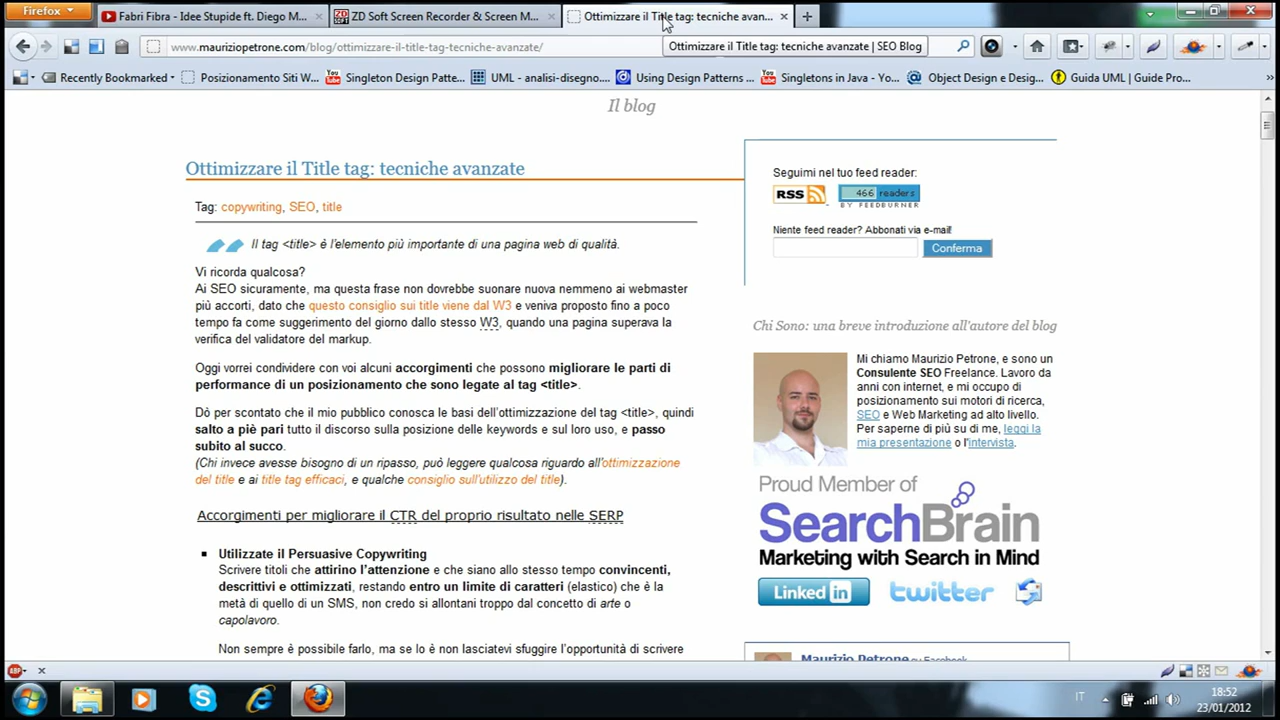 Firefox
Fabri Fibra - Idee Stupide ft. Diego M...
ZD Soft Screen Recorder & Screen M...
Ottimizzare il Title tag: tecniche avan...
www.mauriziopetrone.com/blog/ottimizzare-il-title-tag-tecniche-avanzate/
Ottimizzare il Title tag: tecniche avanzate | SEO Blog
Recently Bookmarked
Posizionamento Siti W...
Singleton Design Patte...
UML - analisi-disegno....
Using Design Patterns ...
Singletons in Java - Yo...
Object Design e Desig...
Guida UML | Guide Pro...
Il blog
Ottimizzare il Title tag: tecniche avanzate
Tag: copywriting, SEO, title
Il tag <title> è l'elemento più importante di una pagina web di qualità.
Vi ricorda qualcosa?
Ai SEO sicuramente, ma questa frase non dovrebbe suonare nuova nemmeno ai webmaster
più accorti, dato che questo consiglio sui title viene dal W3 e veniva proposto fino a poco
tempo fa come suggerimento del giorno dallo stesso W3, quando una pagina superava la
verifica del validatore del markup.
Oggi vorrei condividere con voi alcuni accorgimenti che possono migliorare le parti di
performance di un posizionamento che sono legate al tag <title>.
Dò per scontato che il mio pubblico conosca le basi dell'ottimizzazione del tag <title>, quindi
salto a piè pari tutto il discorso sulla posizione delle keywords e sul loro uso, e passo
subito al succo.
(Chi invece avesse bisogno di un ripasso, può leggere qualcosa riguardo all'ottimizzazione
del title e ai title tag efficaci, e qualche consiglio sull'utilizzo del title).
Accorgimenti per migliorare il CTR del proprio risultato nelle SERP
Utilizzate il Persuasive Copywriting
Scrivere titoli che attirino l'attenzione e che siano allo stesso tempo convincenti,
descrittivi e ottimizzati, restando entro un limite di caratteri (elastico) che è la
metà di quello di un SMS, non credo si allontani troppo dal concetto di arte o
capolavoro.
Non sempre è possibile farlo, ma se lo è non lasciatevi sfuggire l'opportunità di scrivere
Seguimi nel tuo feed reader:
RSS
466 readers
BY FEEDBURNER
Niente feed reader? Abbonati via e-mail!
Conferma
Chi Sono: una breve introduzione all'autore del blog
Mi chiamo Maurizio Petrone, e sono un
Consulente SEO Freelance. Lavoro da
anni con internet, e mi occupo di
posizionamento sui motori di ricerca,
SEO e Web Marketing ad alto livello.
Per saperne di più su di me, leggi la
mia presentazione o l'intervista.
Proud Member of
SearchBrain
Marketing with Search in Mind
Linked in
twitter
Maurizio Petrone su Facebook
ABP
IT
18:52
23/01/2012